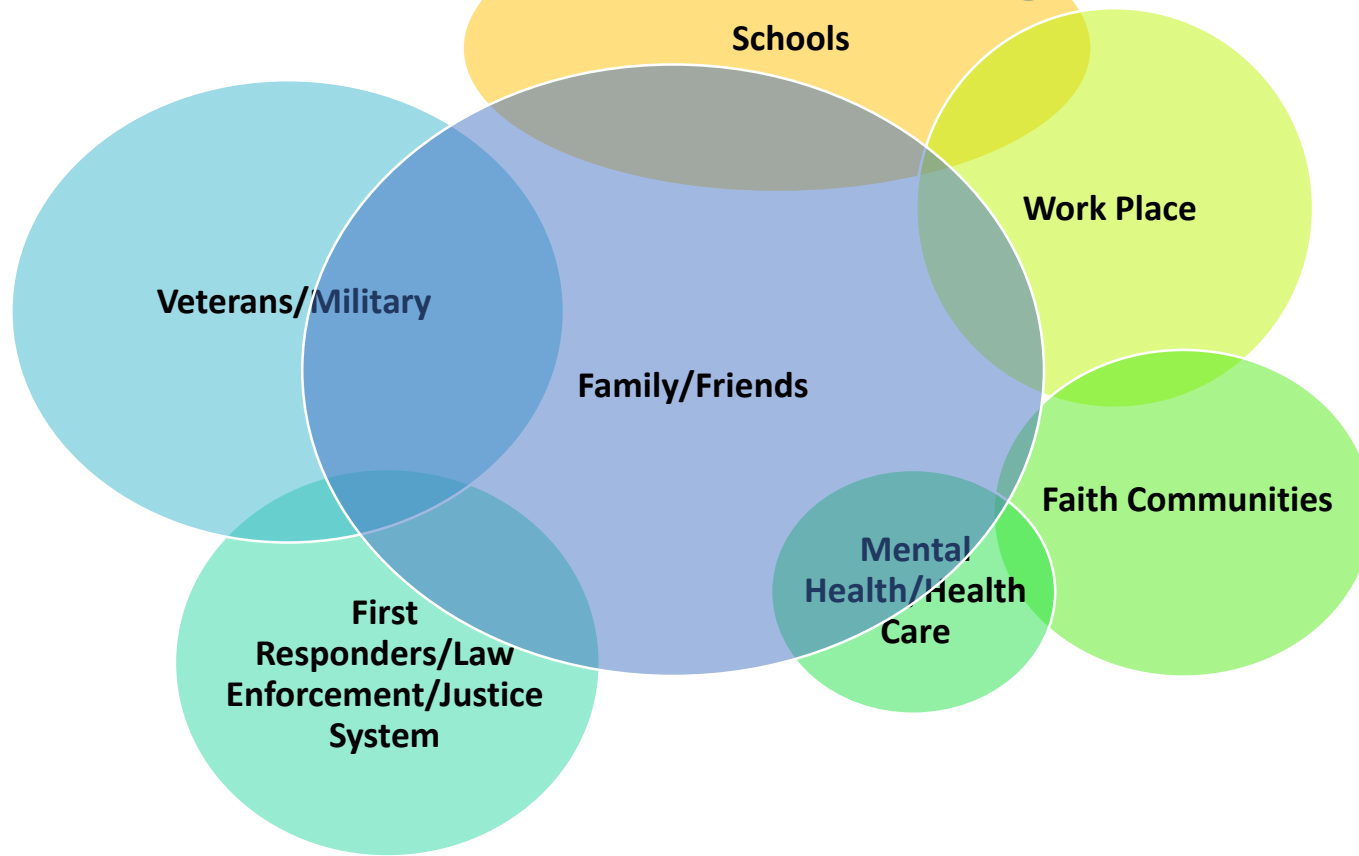 Schools
Work Place
Veterans/Military
Family/Friends
Faith Communities
Mental
Health/Health
Care
First
Responders/Law
Enforcement/Justice
System